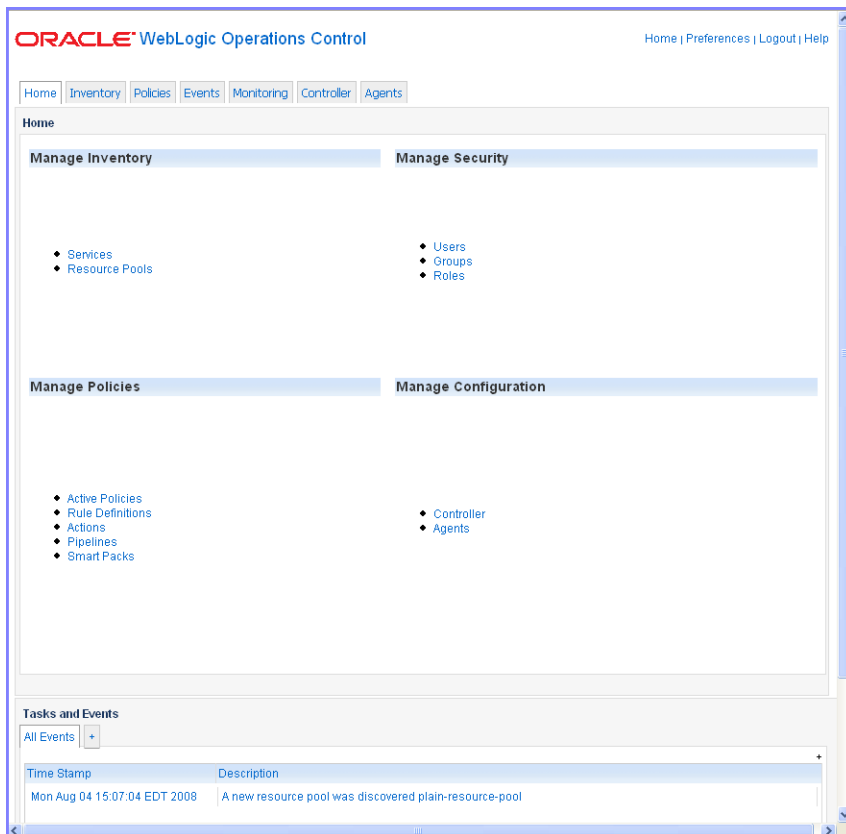 ORACLE WebLogic Operations Control
Home | Preferences | Logout | Help
Home Inventory Policies Events Monitoring Controller Agents
Home
Manage Inventory
Services
Resource Pools
Manage Security
Users
Groups
Roles
Manage Policies
Active Policies
Rule Definitions
Actions
Pipelines
Smart Packs
Manage Configuration
Controller
Agents
Tasks and Events
All Events +
+
Time Stamp Description
Mon Aug 04 15:07:04 EDT 2008 A new resource pool was discovered plain-resource-pool